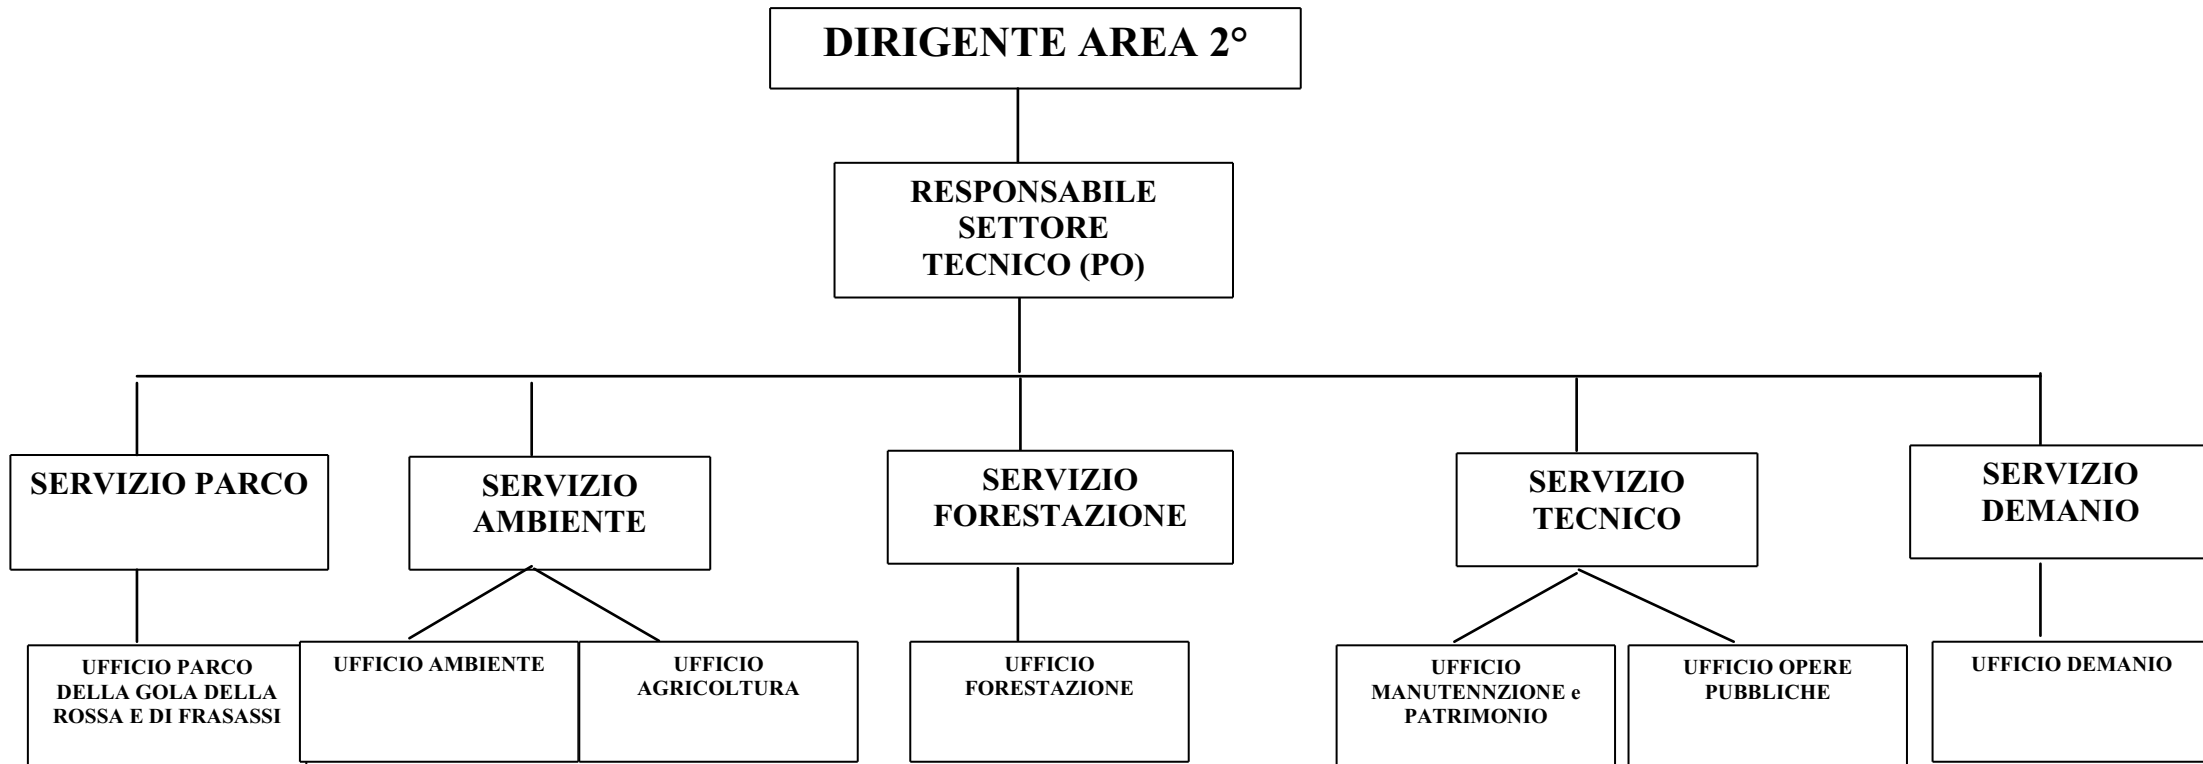 DIRIGENTE AREA 2°
RESPONSABILE
SETTORE
TECNICO (PO)
SERVIZIO PARCO
SERVIZIO
AMBIENTE
SERVIZIO
FORESTAZIONE
SERVIZIO
TECNICO
SERVIZIO
DEMANIO
UFFICIO PARCO
DELLA GOLA DELLA
ROSSA E DI FRASASSI
UFFICIO AMBIENTE
UFFICIO
AGRICOLTURA
UFFICIO
FORESTAZIONE
UFFICIO
MANUTENNZIONE e
PATRIMONIO
UFFICIO OPERE
PUBBLICHE
UFFICIO DEMANIO